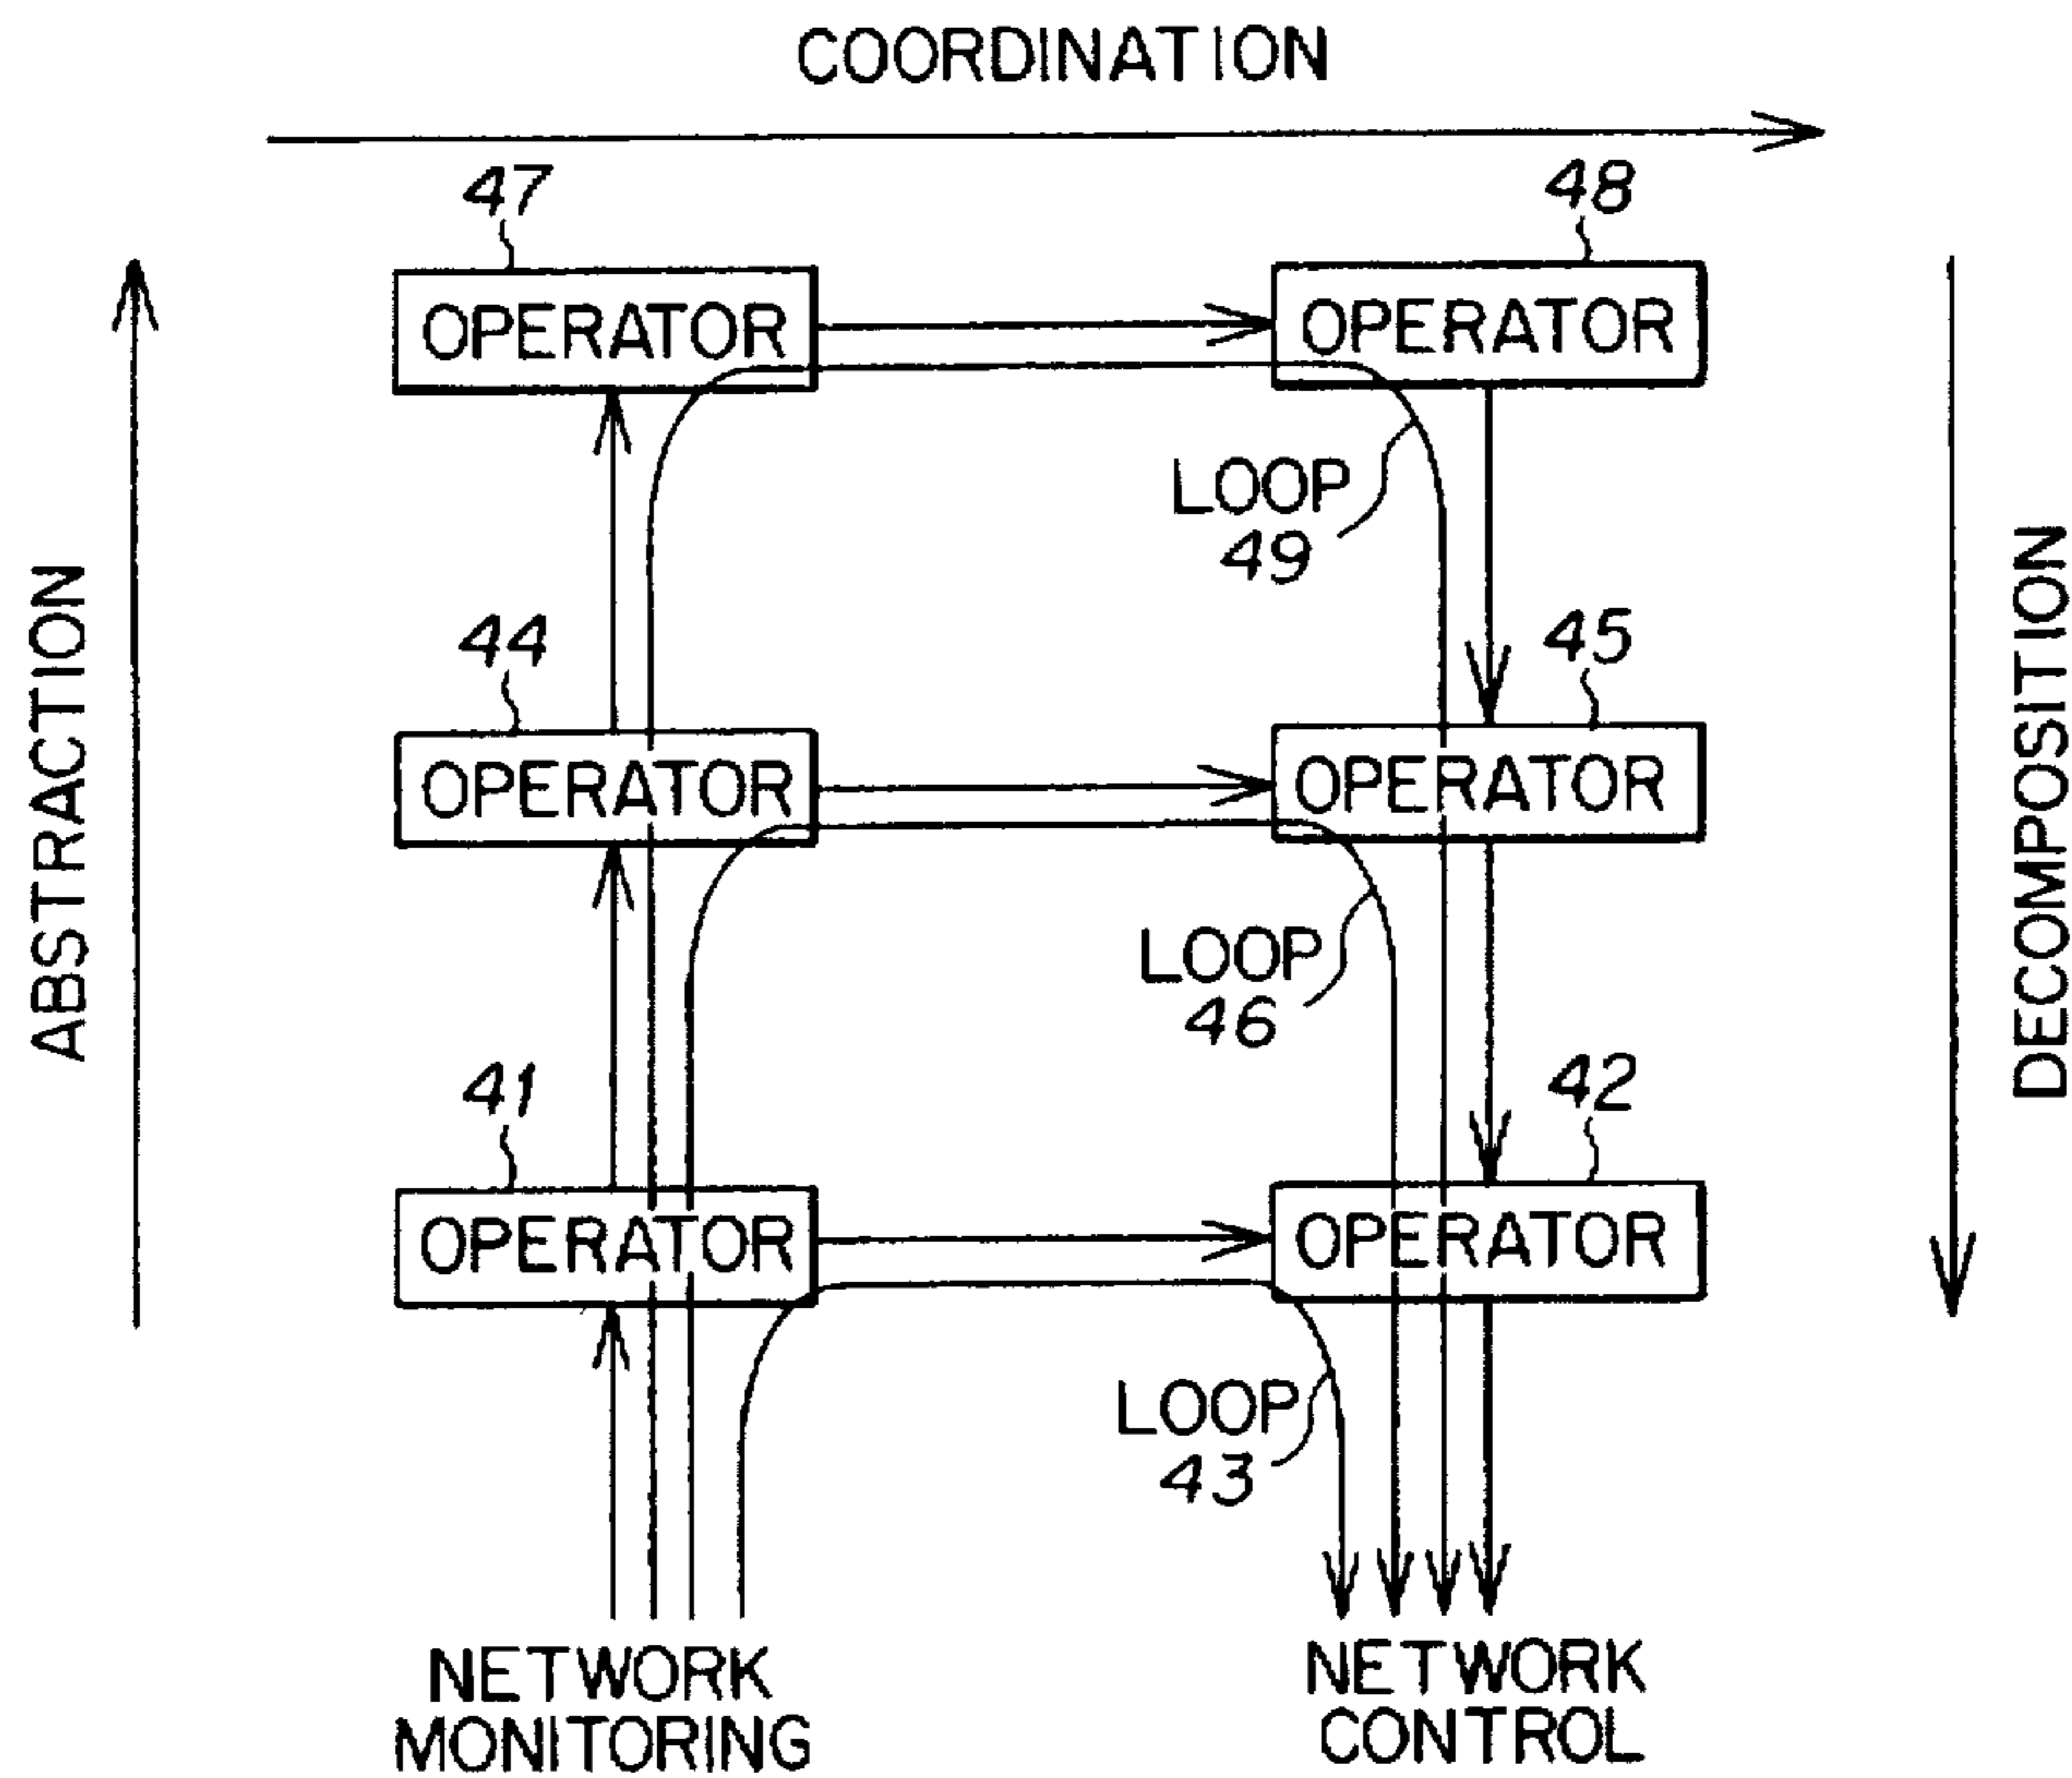 COORDINATION
47
48
OPERATOR
OPERATOR
LOOP
49
ABSTRACTION
DECOMPOSITION
44
45
OPERATOR
OPERATOR
LOOP
46
41
42
OPERATOR
OPERATOR
LOOP
43
NETWORK
MONITORING
NETWORK
CONTROL